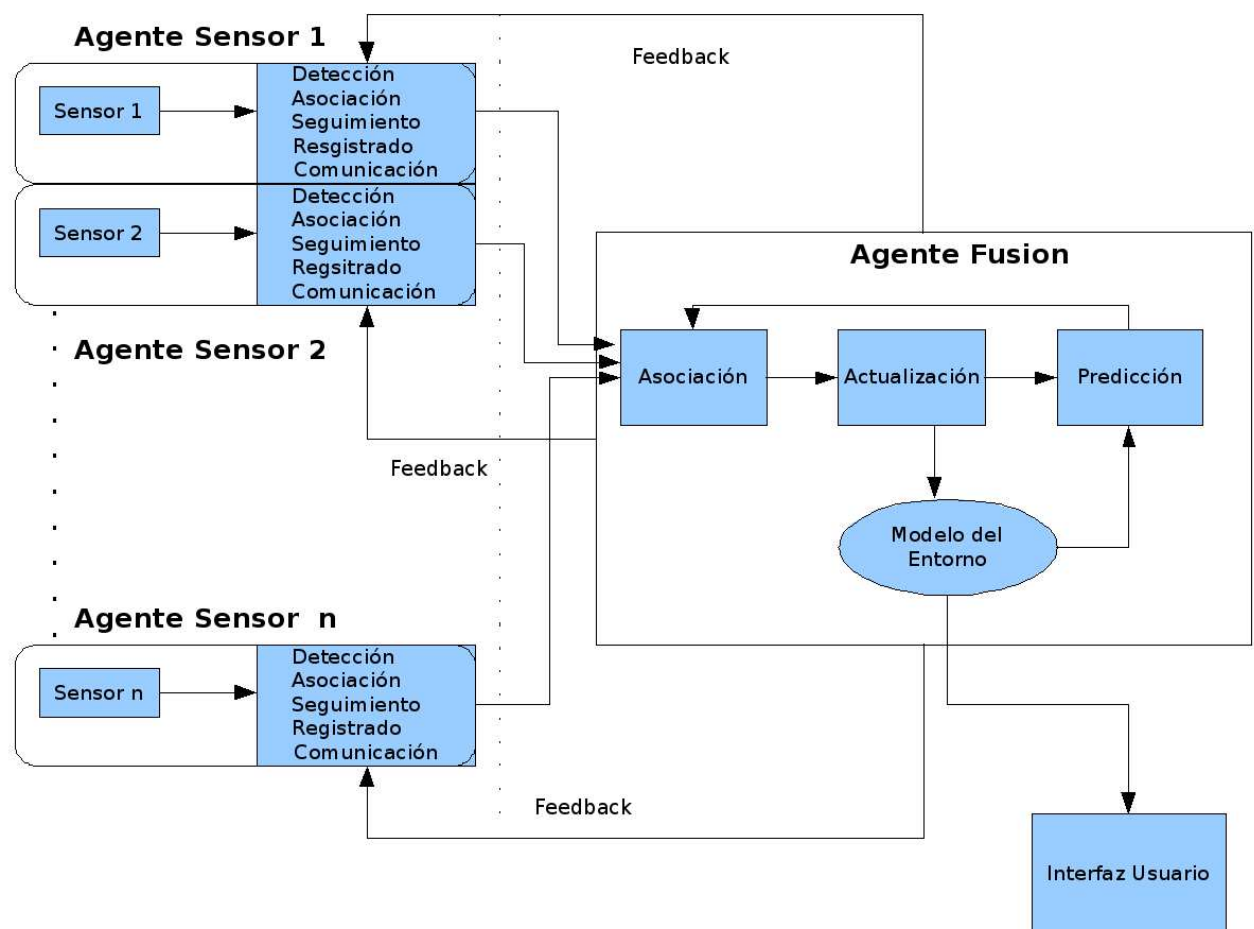 Agente Sensor 1
Feedback
Sensor 1
Detección
Asociación
Seguimiento
Resgistrado
Comunicación
Sensor 2
Detección
Asociación
Seguimiento
Regsitrado
Comunicación
Agente Sensor 2
Agente Fusion
Asociación
Actualización
Predicción
Feedback
Modelo del
Entorno
Agente Sensor n
Sensor n
Detección
Asociación
Seguimiento
Registrado
Comunicación
Feedback
Interfaz Usuario